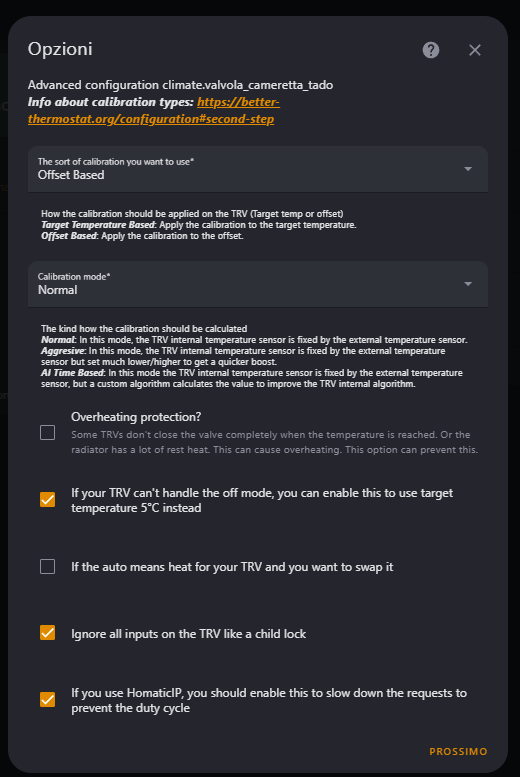 Opzioni
Advanced configuration climate.valvola_cameretta_tado
Info about calibration types: https://better-
thermostat.org/configuration#second-step
The sort of calibration you want to use*
Offset Based
How the calibration should be applied on the TRV (Target temp or offset)
Target Temperature Based: Apply the calibration to the target temperature.
Offset Based: Apply the calibration to the offset.
Calibration mode*
Normal
The kind how the calibration should be calculated
Normal: In this mode, the TRV internal temperature sensor is fixed by the external temperature sensor.
Aggresive: In this mode, the TRV internal temperature sensor is fixed by the external temperature
sensor but set much lower/higher to get a quicker boost.
AI Time Based: In this mode the TRV internal temperature sensor is fixed by the external temperature
sensor, but a custom algorithm calculates the value to improve the TRV internal algorithm.
Overheating protection?
Some TRVs don't close the valve completely when the temperature is reached. Or the
radiator has a lot of rest heat. This can cause overheating. This option can prevent this.
If your TRV can't handle the off mode, you can enable this to use target
temperature 5°C instead
If the auto means heat for your TRV and you want to swap it
Ignore all inputs on the TRV like a child lock
If you use HomaticIP, you should enable this to slow down the requests to
prevent the duty cycle
PROSSIMO